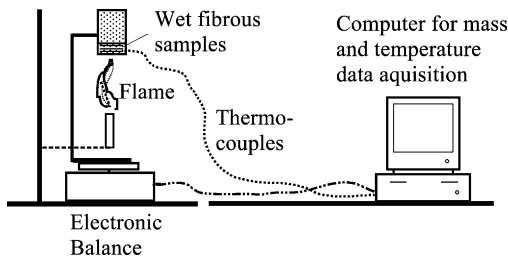 Wet fibrous
samples
Flame
Thermo-
couples
Computer for mass
and temperature
data aquisition
Electronic
Balance